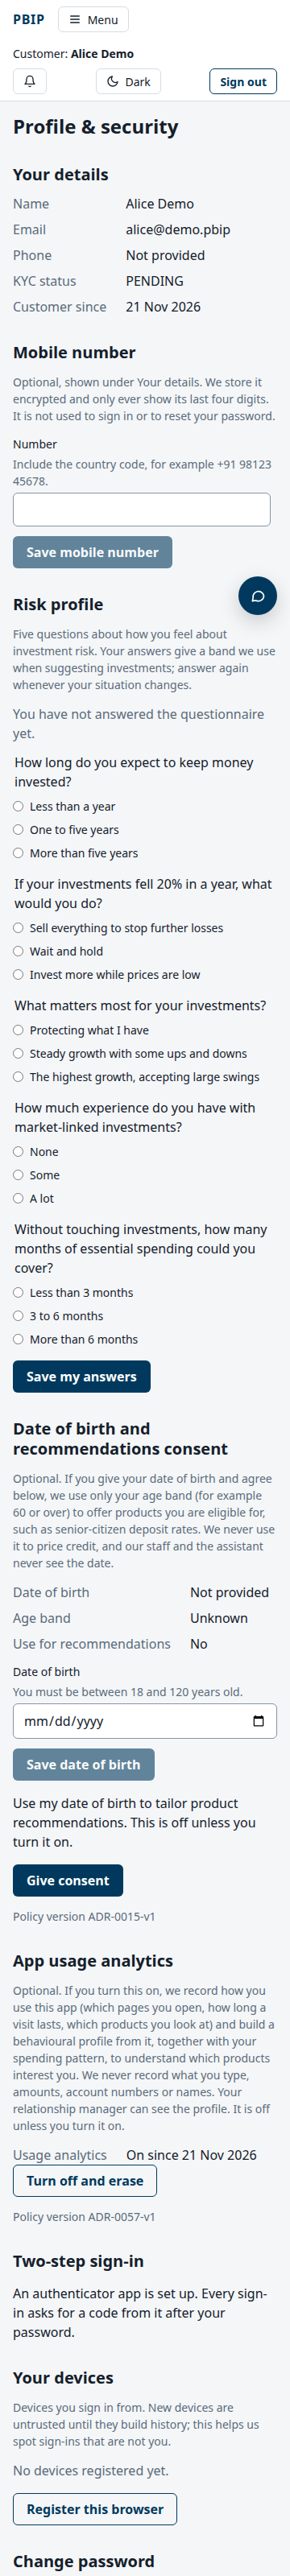 PBIP
Menu
Customer: Alice Demo
Dark
Sign out
Profile & security
Your details
Name Alice Demo
Email alice@demo.pbip
Phone Not provided
KYC status PENDING
Customer since 21 Nov 2026
Mobile number
Optional, shown under Your details. We store it
encrypted and only ever show its last four digits.
It is not used to sign in or to reset your password.
Number
Include the country code, for example +91 98123
45678.
Save mobile number
Risk profile
Five questions about how you feel about
investment risk. Your answers give a band we use
when suggesting investments; answer again
whenever your situation changes.
You have not answered the questionnaire
yet.
How long do you expect to keep money
invested?
Less than a year
One to five years
More than five years
If your investments fell 20% in a year, what
would you do?
Sell everything to stop further losses
Wait and hold
Invest more while prices are low
What matters most for your investments?
Protecting what I have
Steady growth with some ups and downs
The highest growth, accepting large swings
How much experience do you have with
market-linked investments?
None
Some
A lot
Without touching investments, how many
months of essential spending could you
cover?
Less than 3 months
3 to 6 months
More than 6 months
Save my answers
Date of birth and
recommendations consent
Optional. If you give your date of birth and agree
below, we use only your age band (for example
60 or over) to offer products you are eligible for,
such as senior-citizen deposit rates. We never use
it to price credit, and our staff and the assistant
never see the date.
Date of birth Not provided
Age band Unknown
Use for recommendations No
Date of birth
You must be between 18 and 120 years old.
mm/dd/yyyy
Save date of birth
Use my date of birth to tailor product
recommendations. This is off unless you
turn it on.
Give consent
Policy version ADR-0015-v1
App usage analytics
Optional. If you turn this on, we record how you
use this app (which pages you open, how long a
visit lasts, which products you look at) and build a
behavioural profile from it, together with your
spending pattern, to understand which products
interest you. We never record what you type,
amounts, account numbers or names. Your
relationship manager can see the profile. It is off
unless you turn it on.
Usage analytics On since 21 Nov 2026
Turn off and erase
Policy version ADR-0057-v1
Two-step sign-in
An authenticator app is set up. Every sign-
in asks for a code from it after your
password.
Your devices
Devices you sign in from. New devices are
untrusted until they build history; this helps us
spot sign-ins that are not you.
No devices registered yet.
Register this browser
Change password